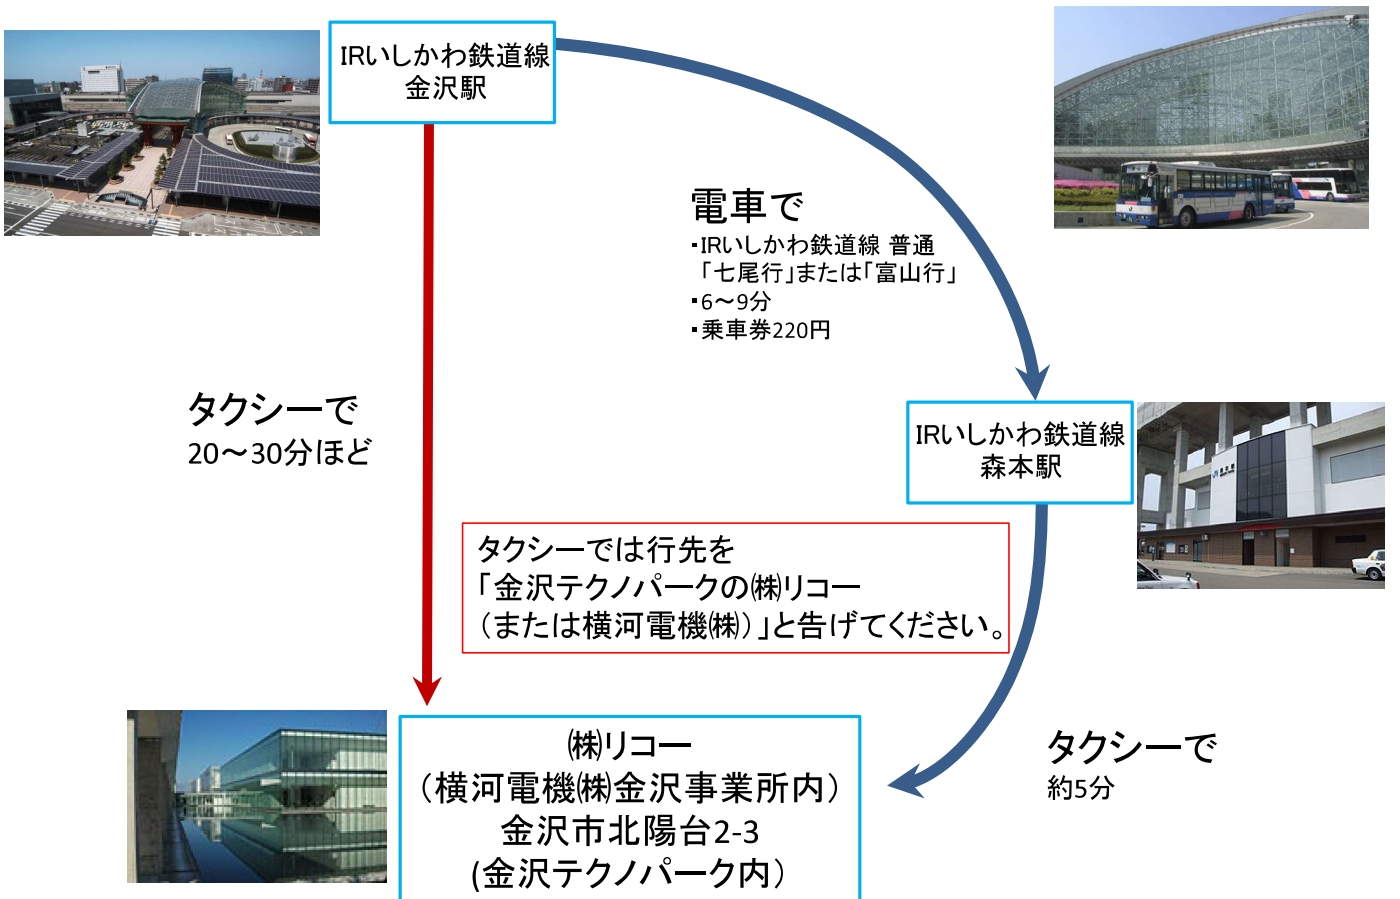 IRいしかわ鉄道線
金沢駅
電車で
・IRいしかわ鉄道線 普通
「七尾行」または「富山行」
・6～9分
・乗車券220円
タクシーで
20～30分ほど
IRいしかわ鉄道線
森本駅
タクシーでは行先を
「金沢テクノパークの㈱リコー
（または横河電機㈱）」と告げてください。
タクシーで
約5分
㈱リコー
（横河電機㈱金沢事業所内）
金沢市北陽台2-3
(金沢テクノパーク内）